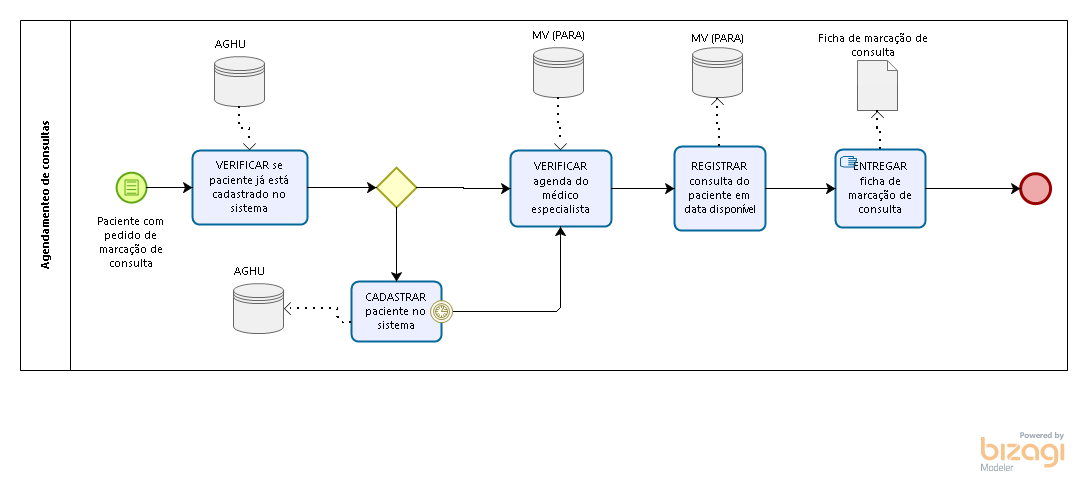 Agendamenteo de consultas
Paciente com
pedido de
marcação de
consulta
AGHU
VERIFICAR se
paciente já está
cadastrado no
sistema
AGHU
CADASTRAR
paciente no
sistema
MV (PARA)
VERIFICAR
agenda do
médico
especialista
MV (PARA)
REGISTRAR
consulta do
paciente em
data disponível
Ficha de marcação de
consulta
ENTREGAR
ficha de
marcação de
consulta
Powered by
bizagi
Modeler